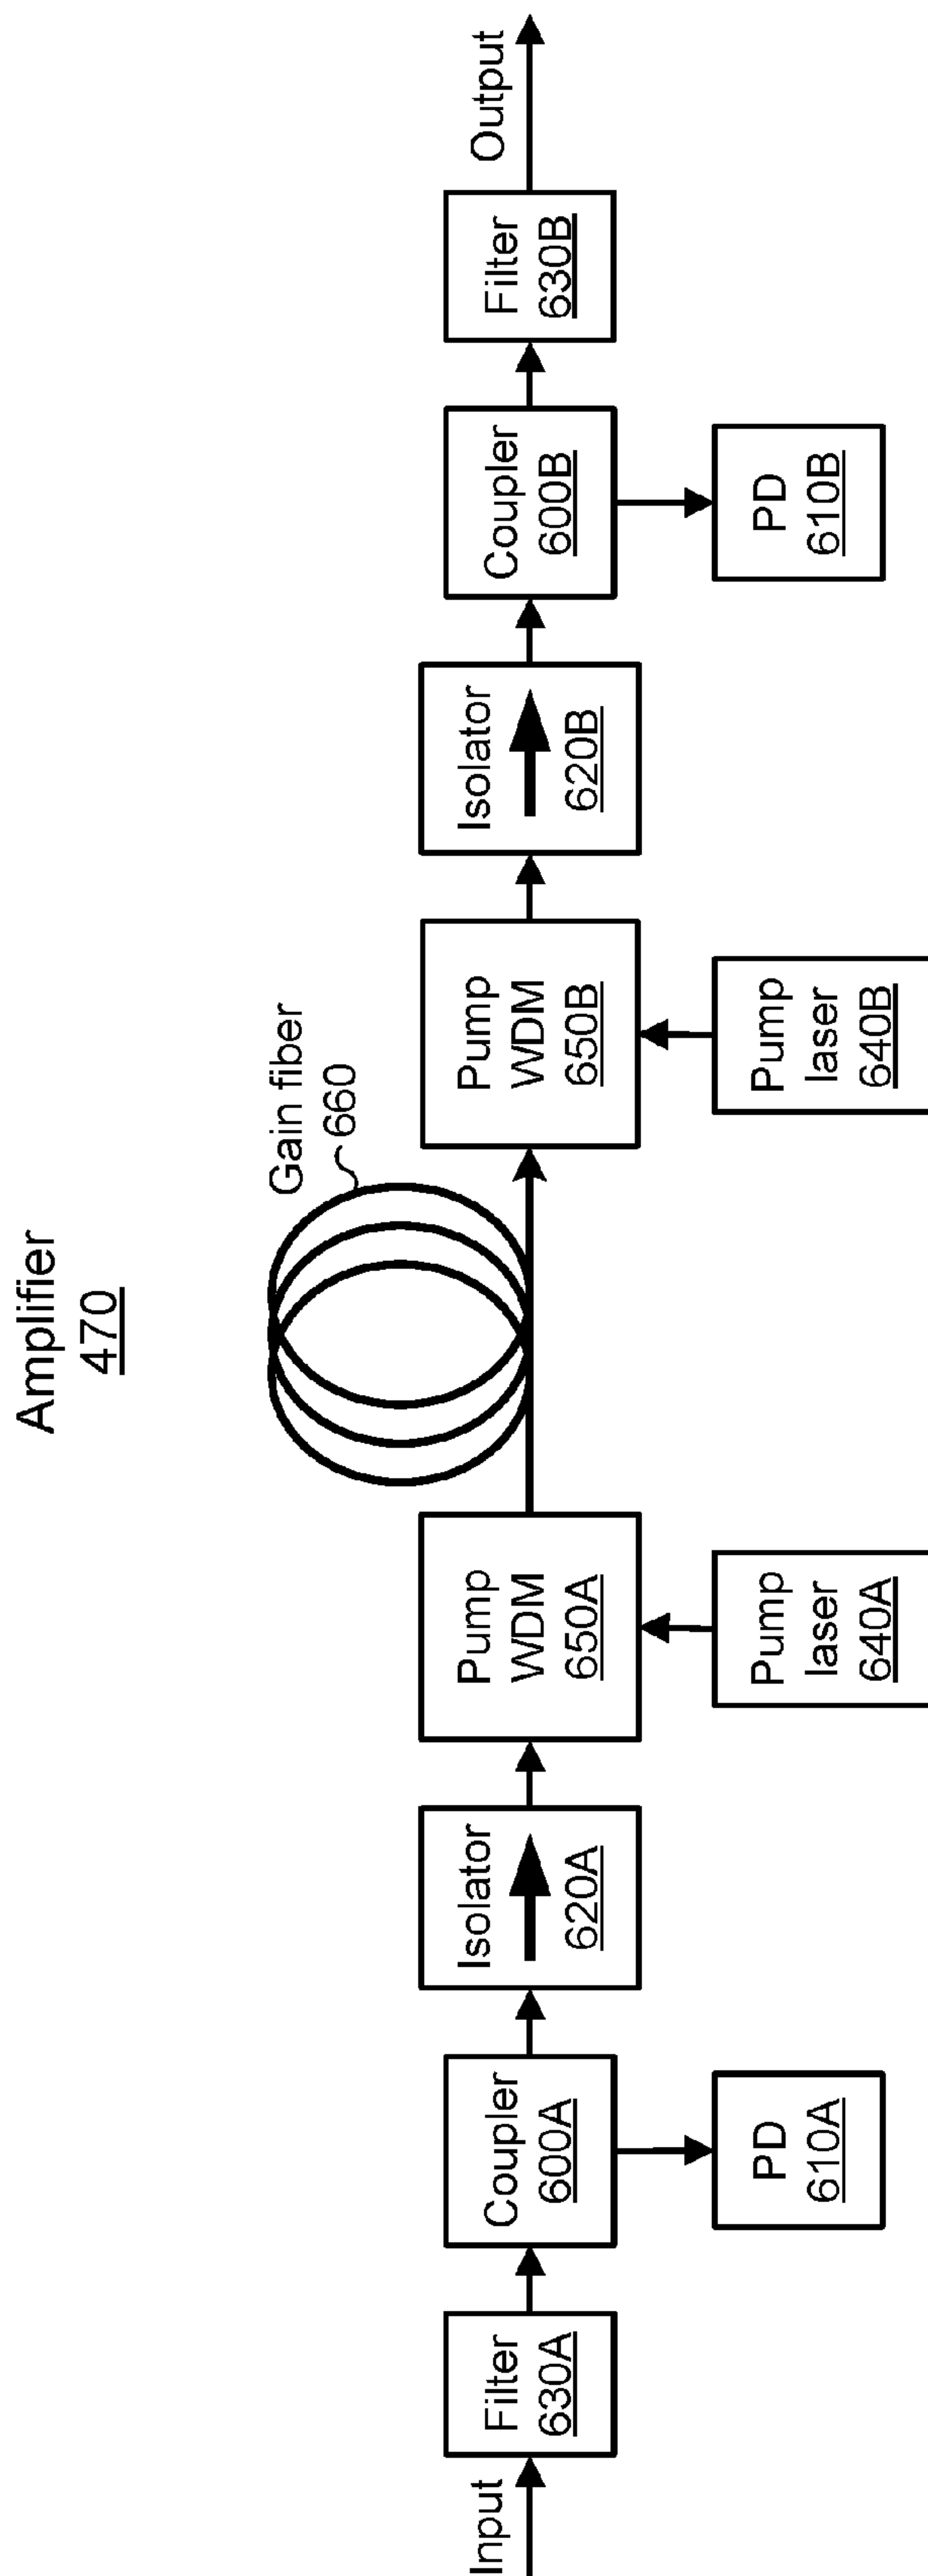 Amplifier
470
Gain fiber
660
Input
Filter
630A
Coupler
600A
Isolator
620A
Pump
WDM
650A
Pump
WDM
650B
Isolator
620B
Coupler
600B
Filter
630B
Output
PD
610A
Pump
laser
640A
Pump
laser
640B
PD
610B